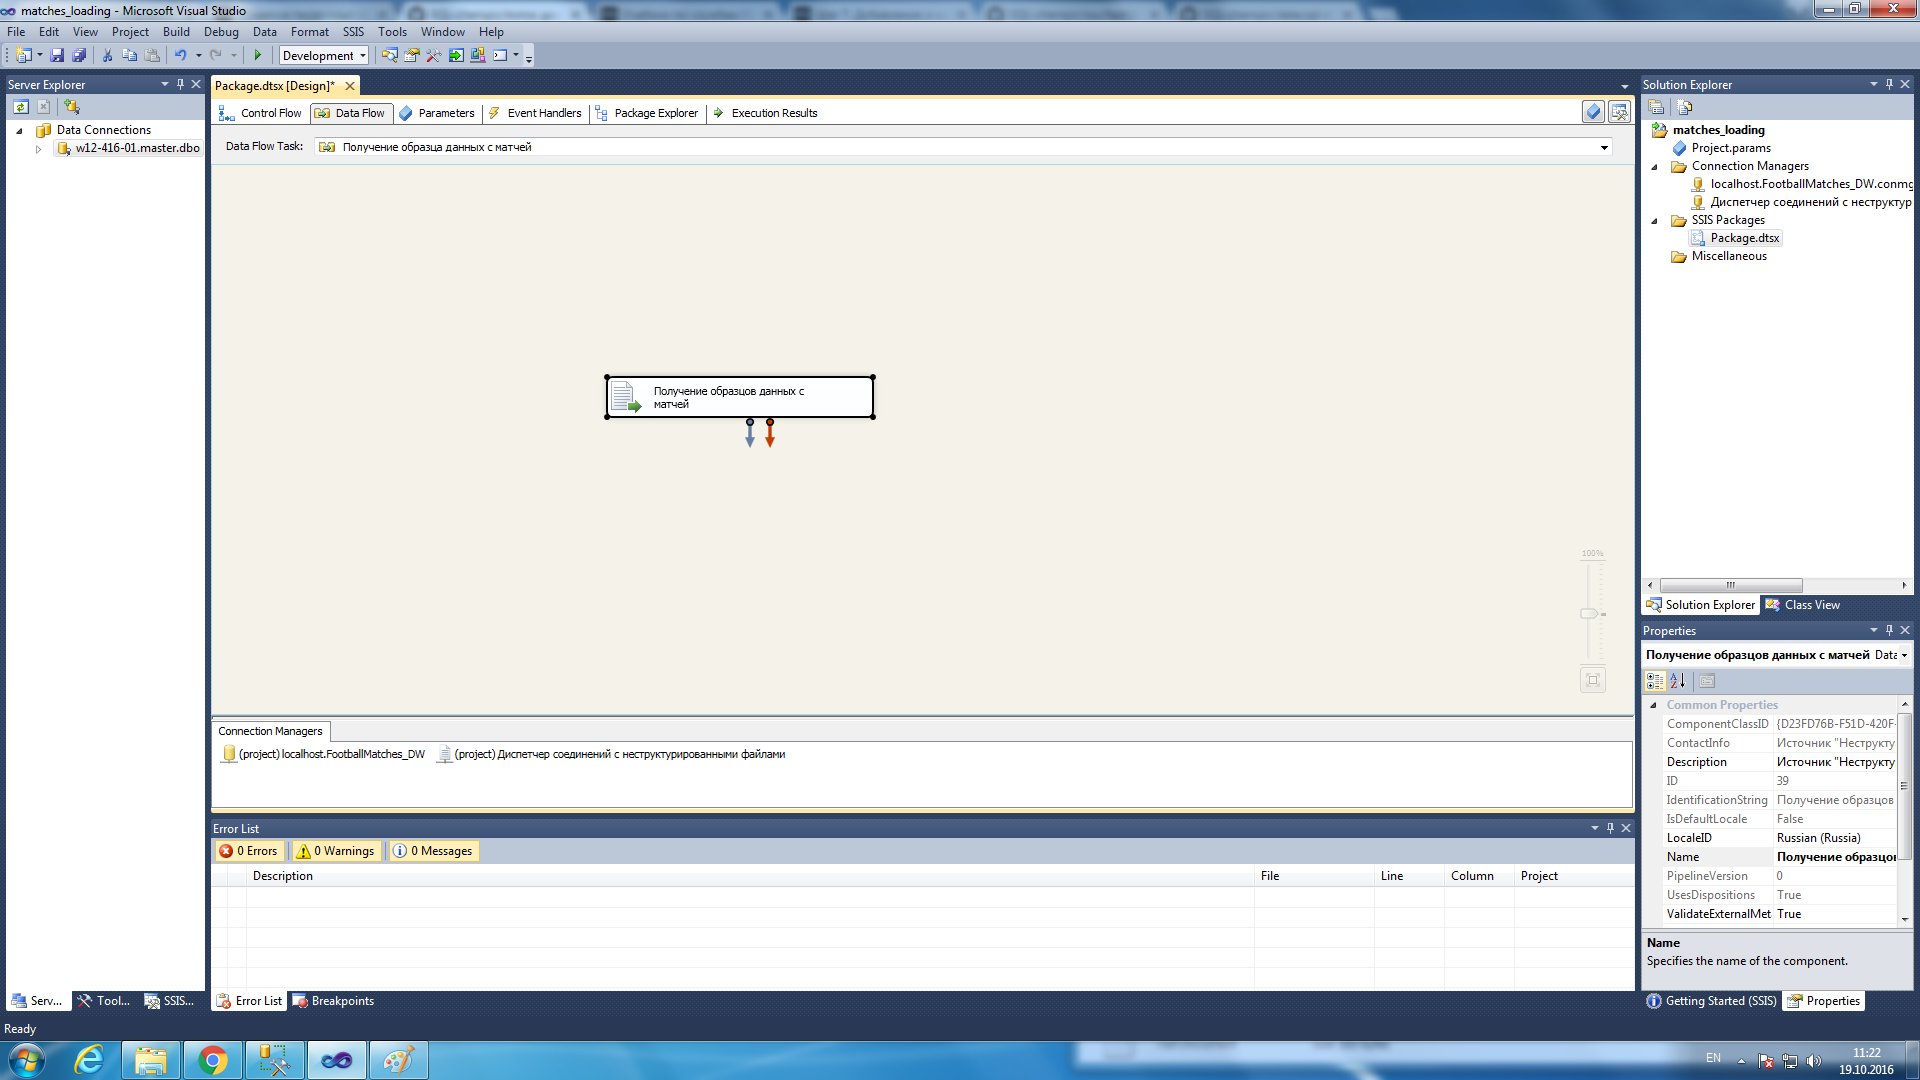 matches_loading - Microsoft Visual Studio
File Edit View Project Build Debug Data Format SSIS Tools Window Help
Development
Server Explorer
Data Connections
w12-416-01.master.dbo
Serv... Tool... SSIS...
Package.dtsx [Design]*
Control Flow Data Flow Parameters Event Handlers Package Explorer Execution Results
Data Flow Task: Получение образца данных с матчей
Получение образцов данных с
матчей
100%
Connection Managers
(project) localhost.FootballMatches_DW (project) Диспетчер соединений с неструктурированными файлами
Error List
0 Errors 0 Warnings 0 Messages
Description File Line Column Project
Error List Breakpoints
Solution Explorer
matches_loading
Project.params
Connection Managers
localhost.FootballMatches_DW.conmg
Диспетчер соединений с неструктур
SSIS Packages
Package.dtsx
Miscellaneous
Solution Explorer Class View
Properties
Получение образцов данных с матчей Data
Common Properties
ComponentClassID {D23FD76B-F51D-420F-
ContactInfo Источник "Неструкту
Description Источник "Неструкту
ID 39
IdentificationString Получение образцов
IsDefaultLocale False
LocaleID Russian (Russia)
Name Получение образцов
PipelineVersion 0
UsesDispositions True
ValidateExternalMet True
Name
Specifies the name of the component.
Getting Started (SSIS) Properties
Ready
EN
11:22
19.10.2016